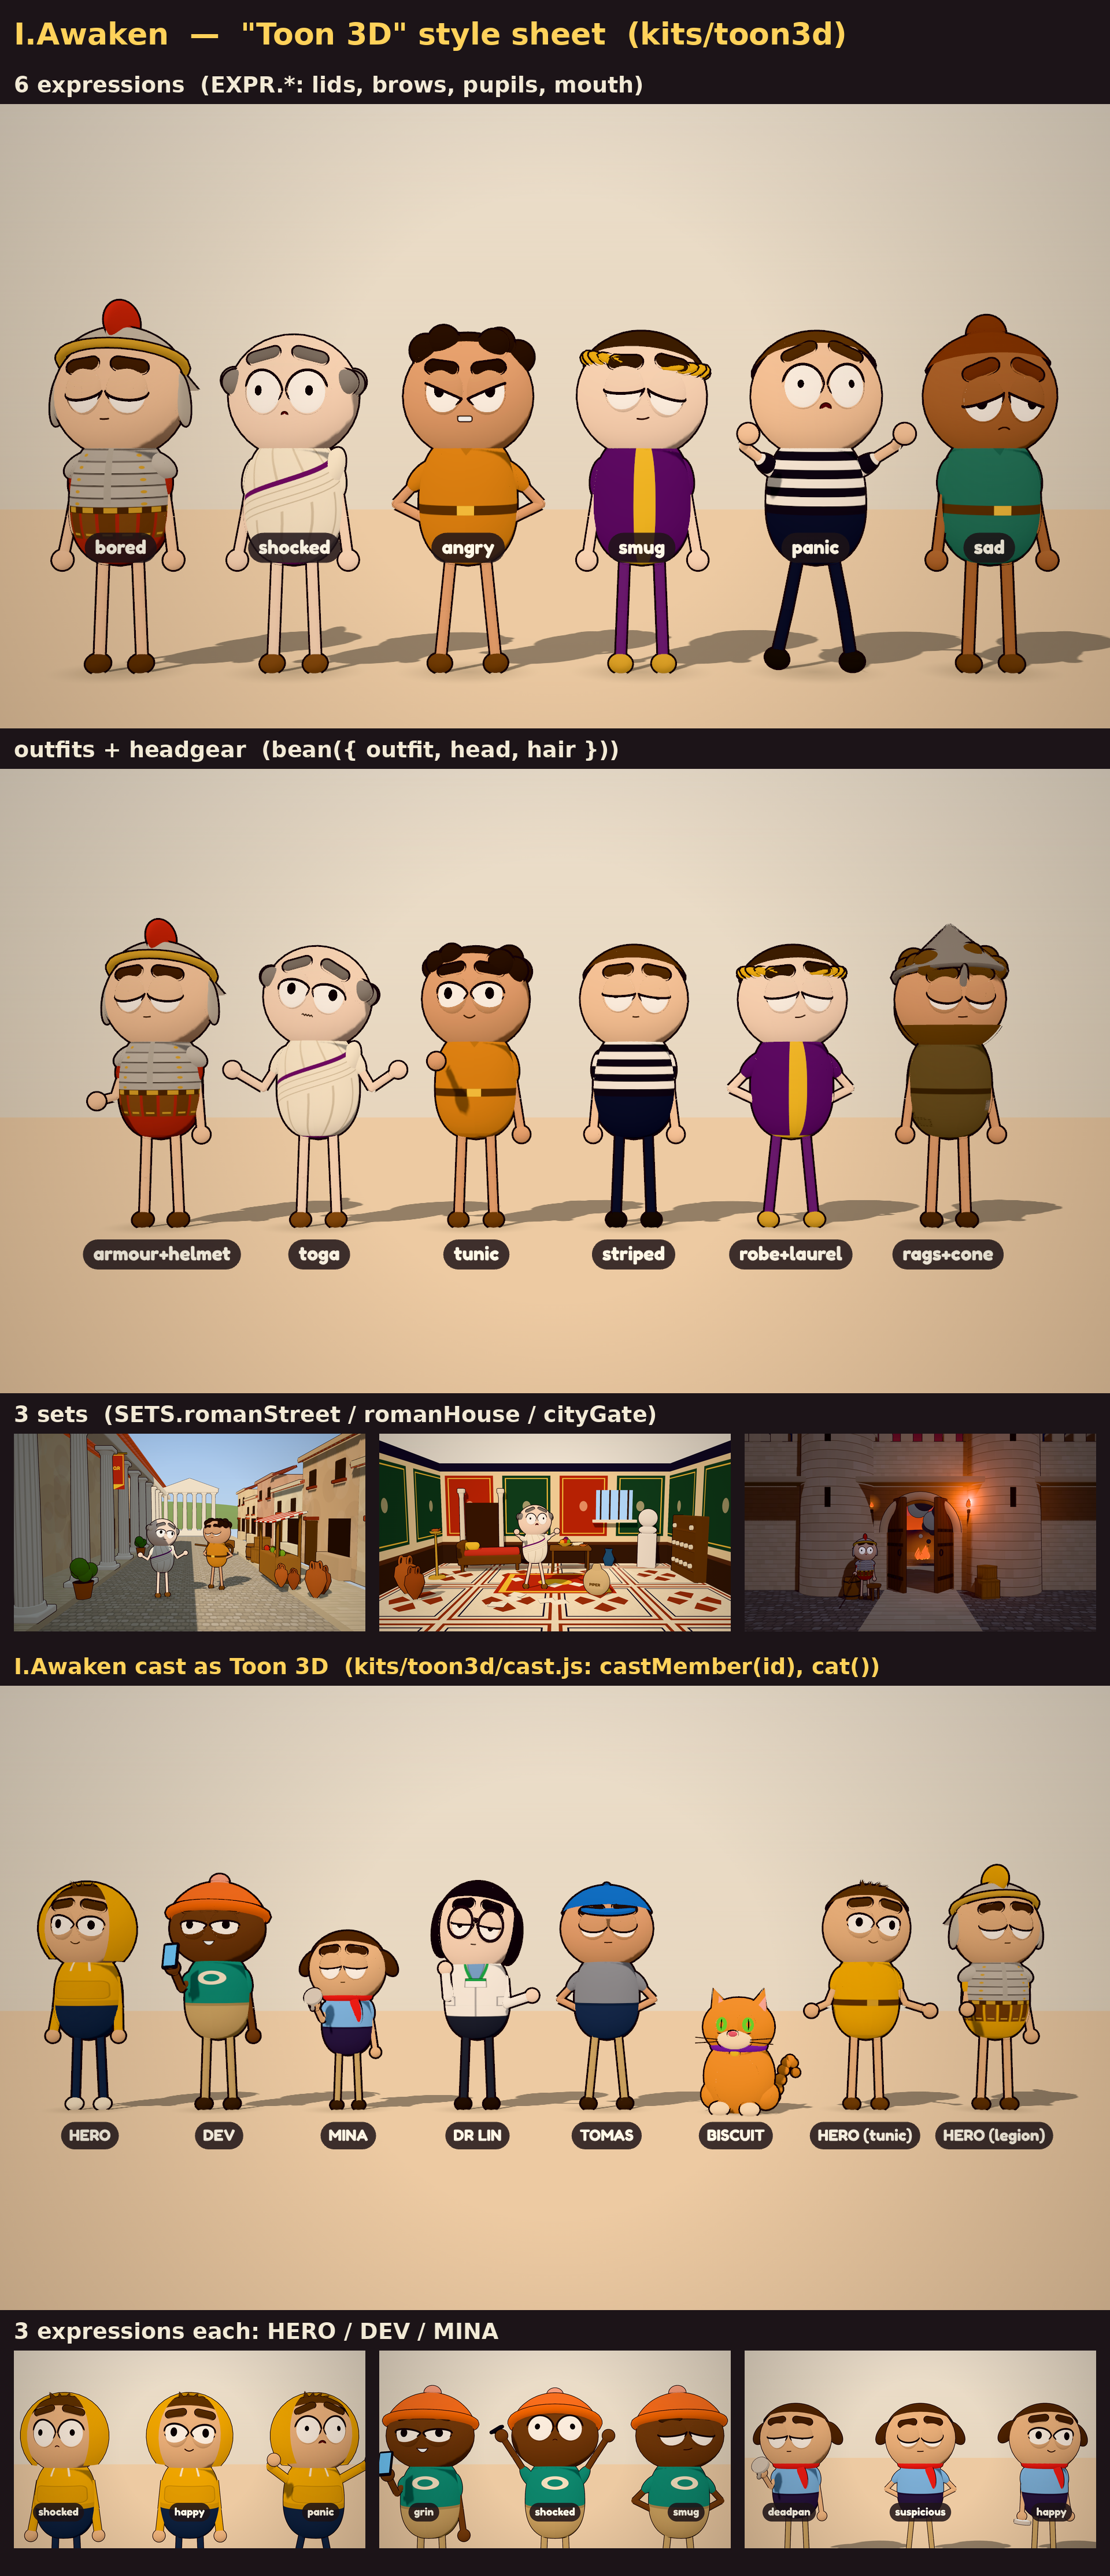 I.Awaken — "Toon 3D" style sheet (kits/toon3d)
6 expressions (EXPR.*: lids, brows, pupils, mouth)
bored
shocked
angry
smug
panic
sad
outfits + headgear (bean({ outfit, head, hair }))
armour+helmet
toga
tunic
striped
robe+laurel
rags+cone
3 sets (SETS.romanStreet / romanHouse / cityGate)
I.Awaken cast as Toon 3D (kits/toon3d/cast.js: castMember(id), cat())
HERO
DEV
MINA
DR LIN
TOMAS
BISCUIT
HERO (tunic)
HERO (legion)
3 expressions each: HERO / DEV / MINA
shocked
happy
panic
grin
shocked
smug
deadpan
suspicious
happy